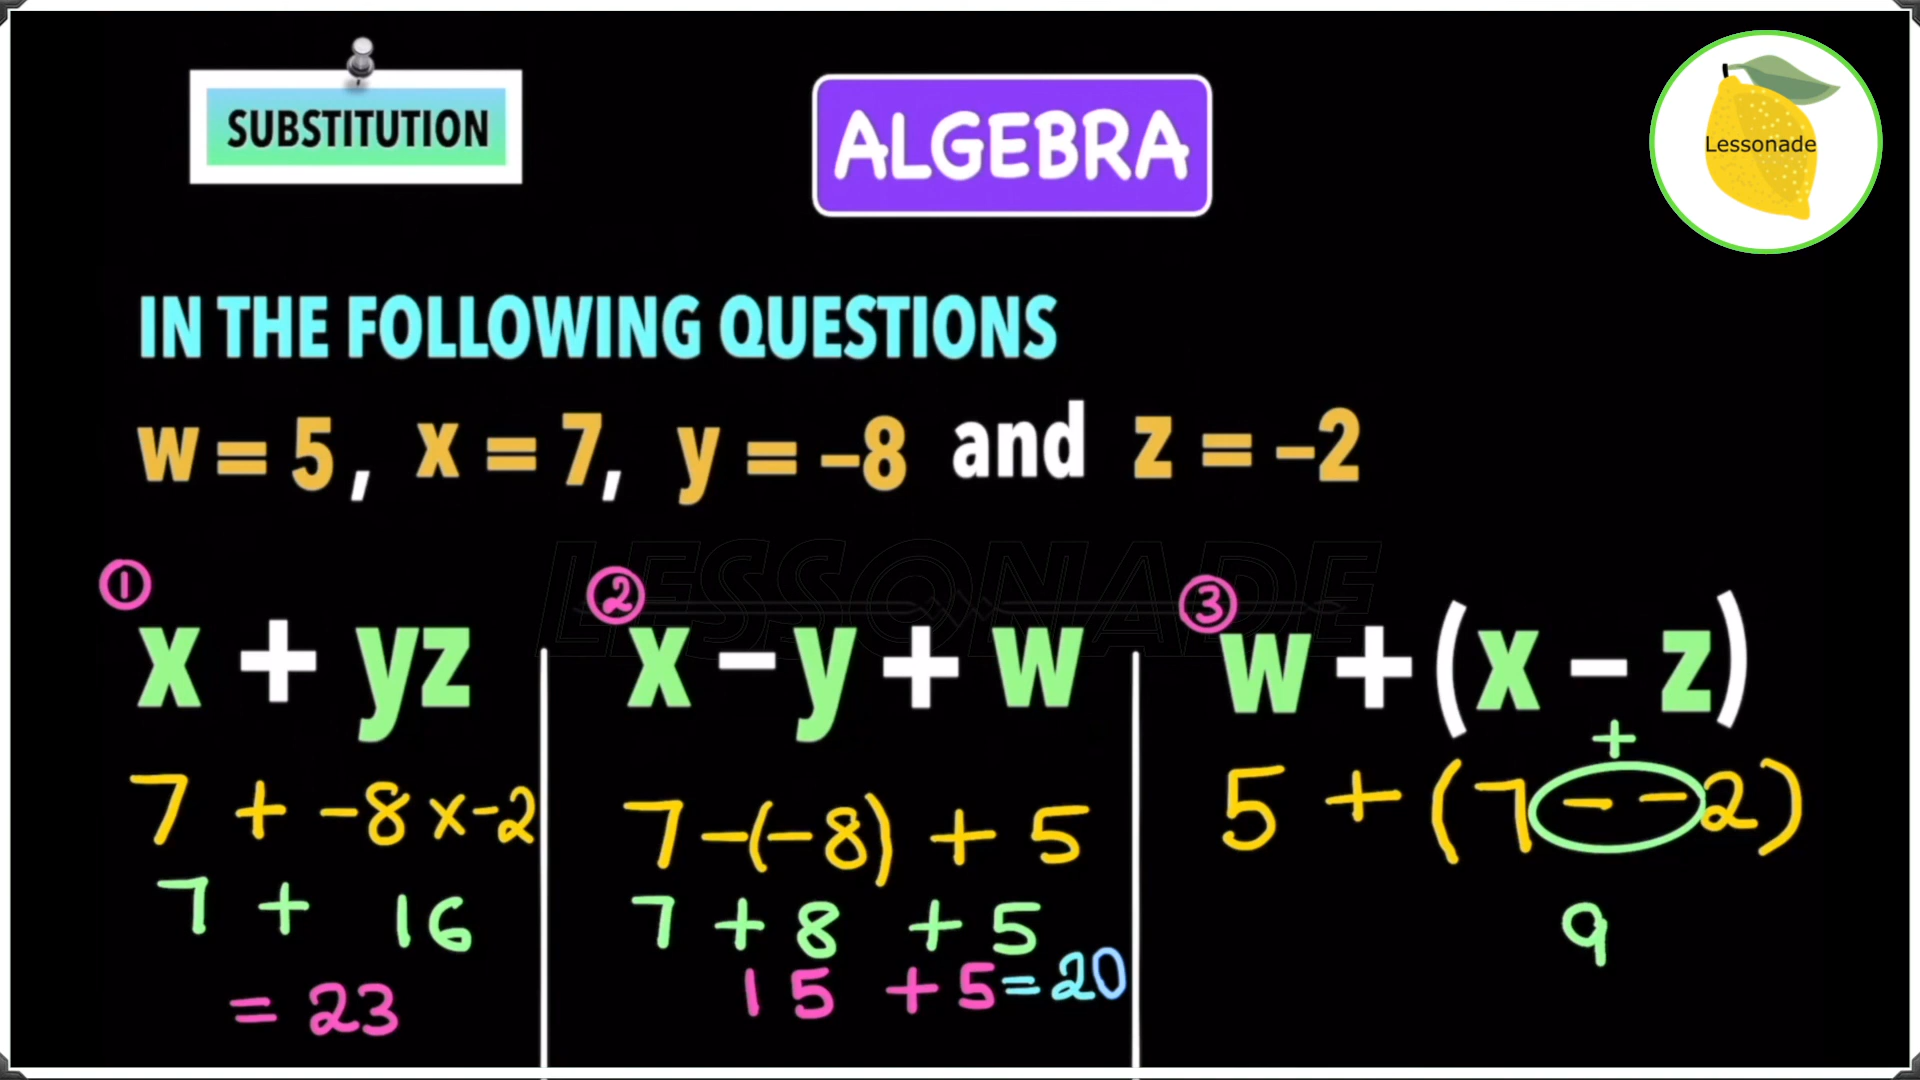 SUBSTITUTION
ALGEBRA
Lessonade
IN THE FOLLOWING QUESTIONS
w = 5 , x = 7, y = –8 and z = –2
LESSONADE
① x + yz
7 + -8 x -2
7 + 16
= 23
② x – y + w
7 -(-8) + 5
7 + 8 + 5
15 + 5 = 20
③ w + (x – z)
+
5 + (7 - - 2)
9